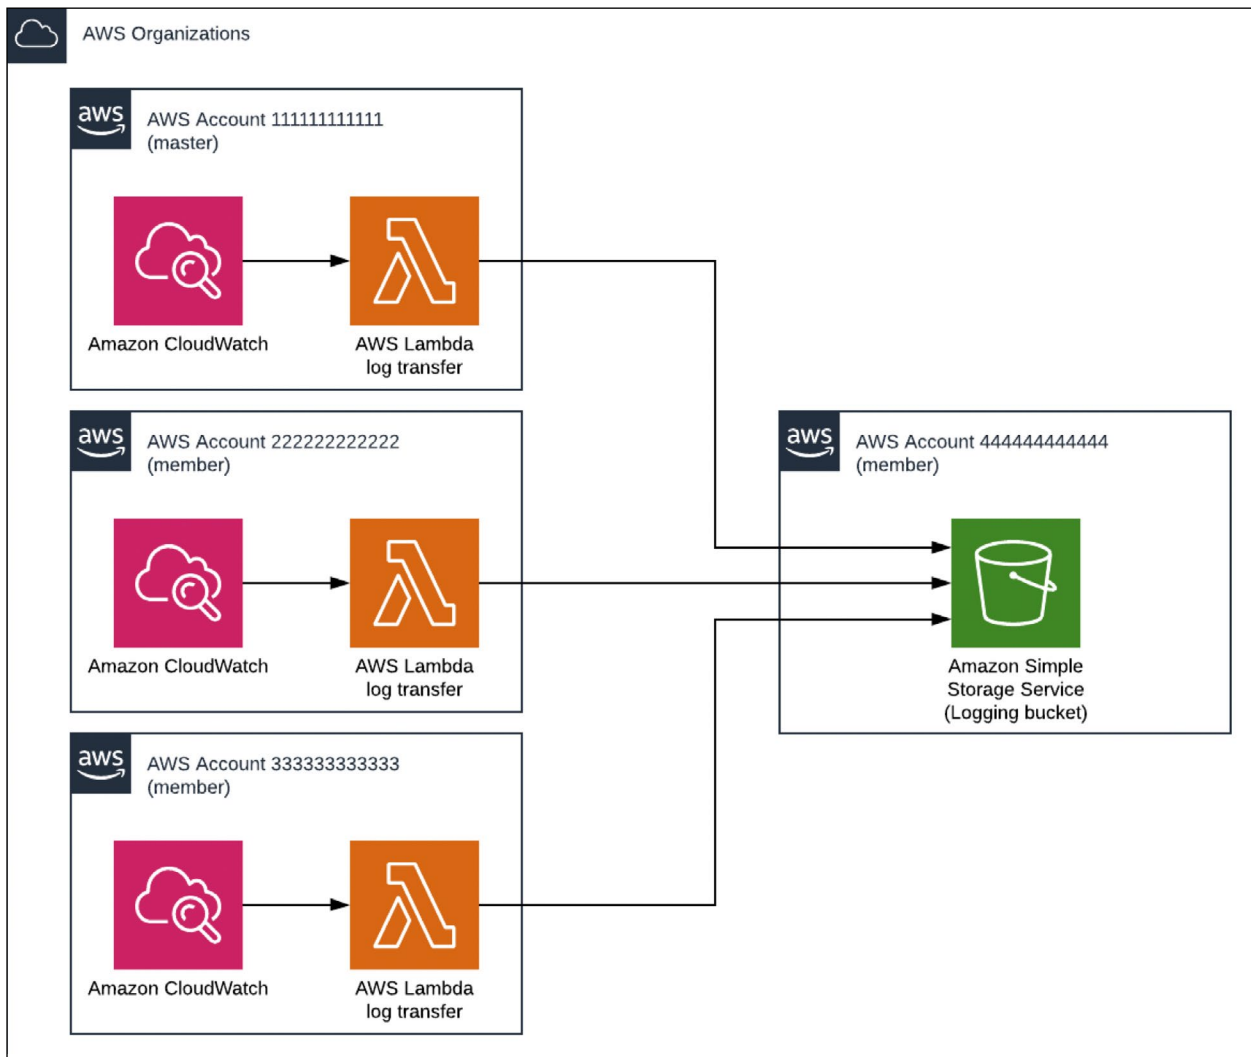 AWS Organizations
aws
AWS Account 111111111111
(master)
Amazon CloudWatch
AWS Lambda
log transfer
aws
AWS Account 222222222222
(member)
Amazon CloudWatch
AWS Lambda
log transfer
aws
AWS Account 333333333333
(member)
Amazon CloudWatch
AWS Lambda
log transfer
aws
AWS Account 444444444444
(member)
Amazon Simple
Storage Service
(Logging bucket)